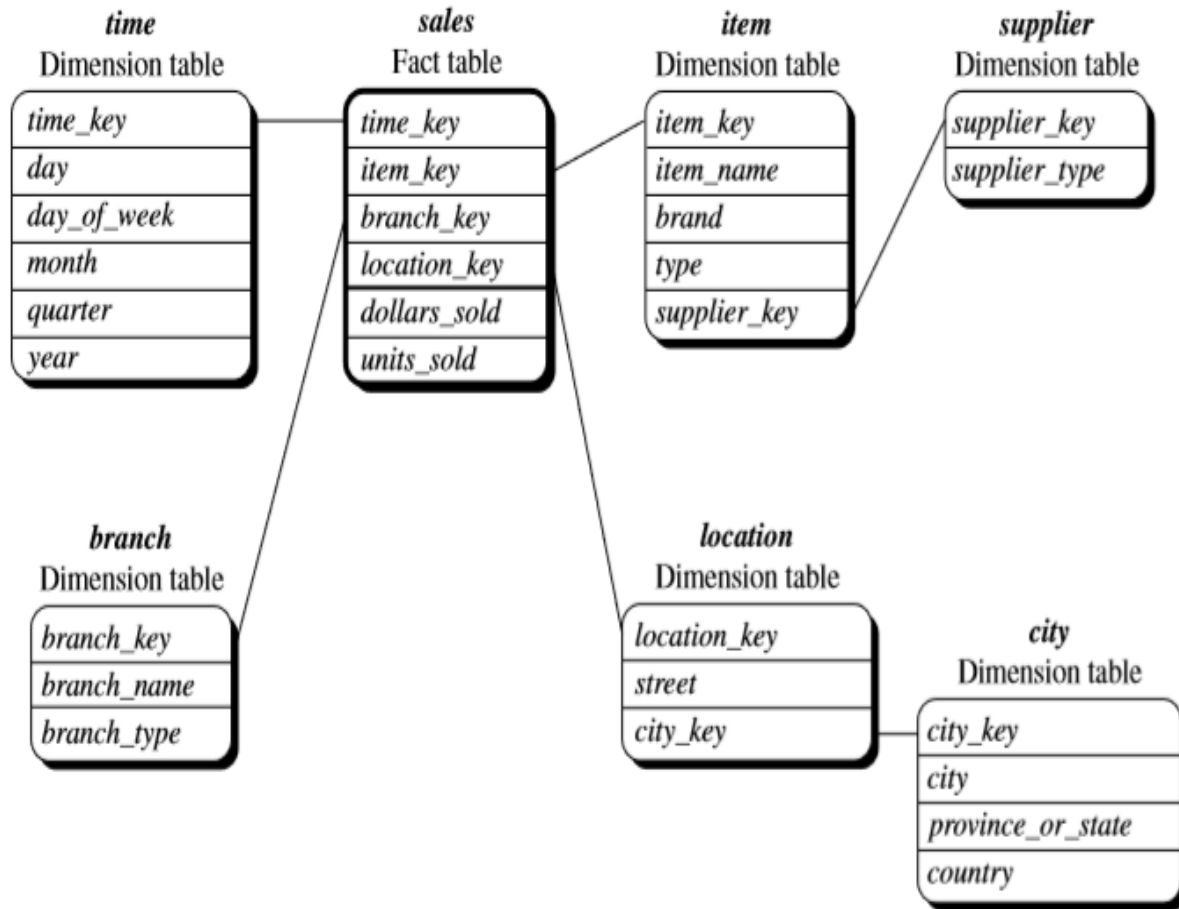 time
Dimension table
time_key
day
day_of_week
month
quarter
year
sales
Fact table
time_key
item_key
branch_key
location_key
dollars_sold
units_sold
item
Dimension table
item_key
item_name
brand
type
supplier_key
supplier
Dimension table
supplier_key
supplier_type
branch
Dimension table
branch_key
branch_name
branch_type
location
Dimension table
location_key
street
city_key
city
Dimension table
city_key
city
province_or_state
country